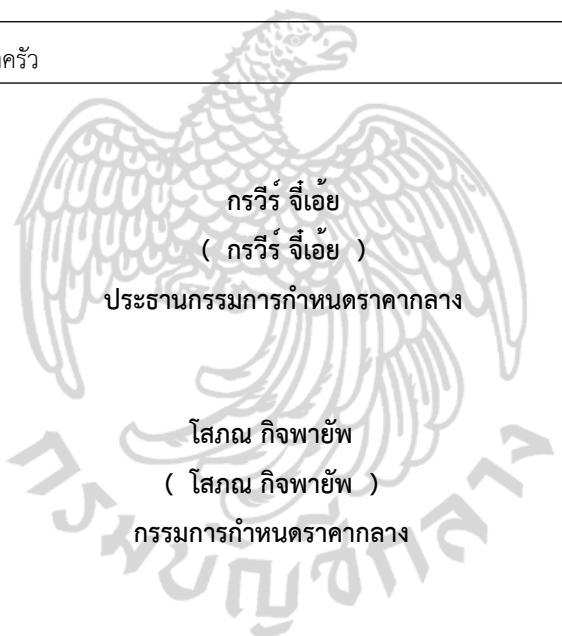 ครัว
กรวีร์ จี๋เอ้ย
( กรวีร์ จี๋เอ้ย )
ประธานกรรมการกำหนดราคากลาง
โสภณ กิจพายัพ
( โสภณ กิจพายัพ )
กรรมการกำหนดราคากลาง
กรมบัญชีกลาง